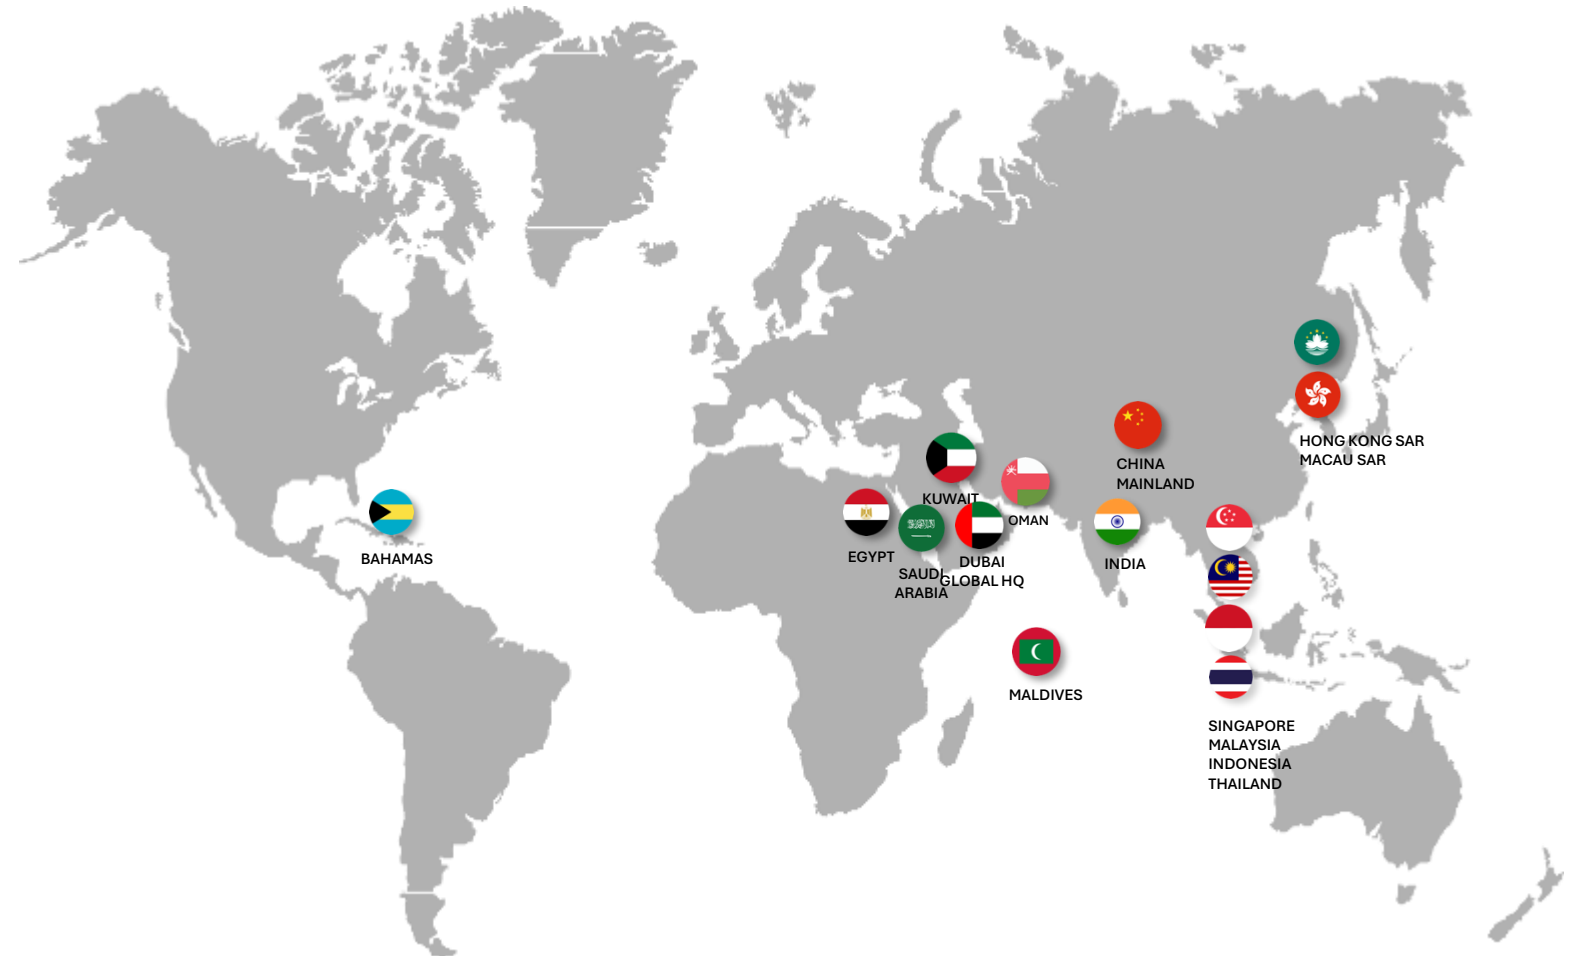 HONG KONG SAR
MACAU SAR
CHINA
MAINLAND
KUWAIT
OMAN
BAHAMAS
EGYPT
SAUDI
ARABIA
DUBAI
GLOBAL HQ
INDIA
MALDIVES
SINGAPORE
MALAYSIA
INDONESIA
THAILAND